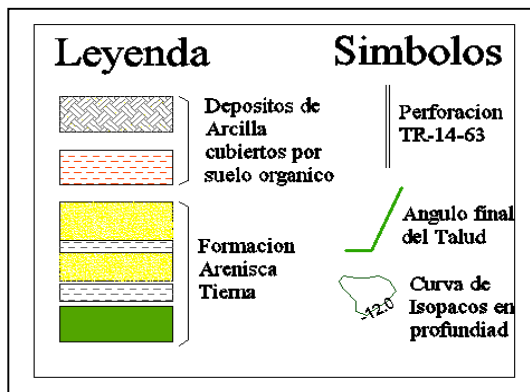 Leyenda
Depositos de
Arcilla
cubiertos por
suelo organico
Formacion
Arenisca
Tierna
Simbolos
Perforacion
TR-14-63
Angulo final
del Talud
-12.0
Curva de
Isopacos en
profundiad